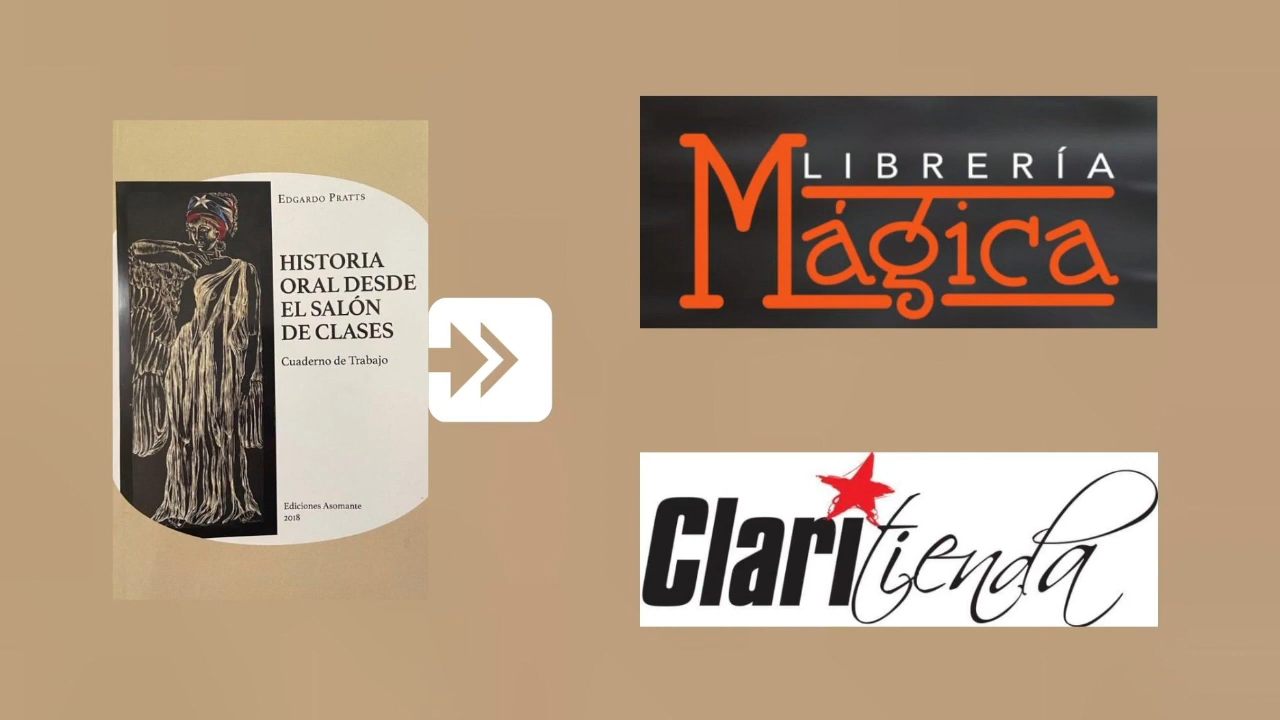 EDGARDO PRATTS
HISTORIA
ORAL DESDE
EL SALÓN
DE CLASES
Cuaderno de Trabajo
Ediciones Asomante
2018
LIBRERÍA
Mágica
Claritienda